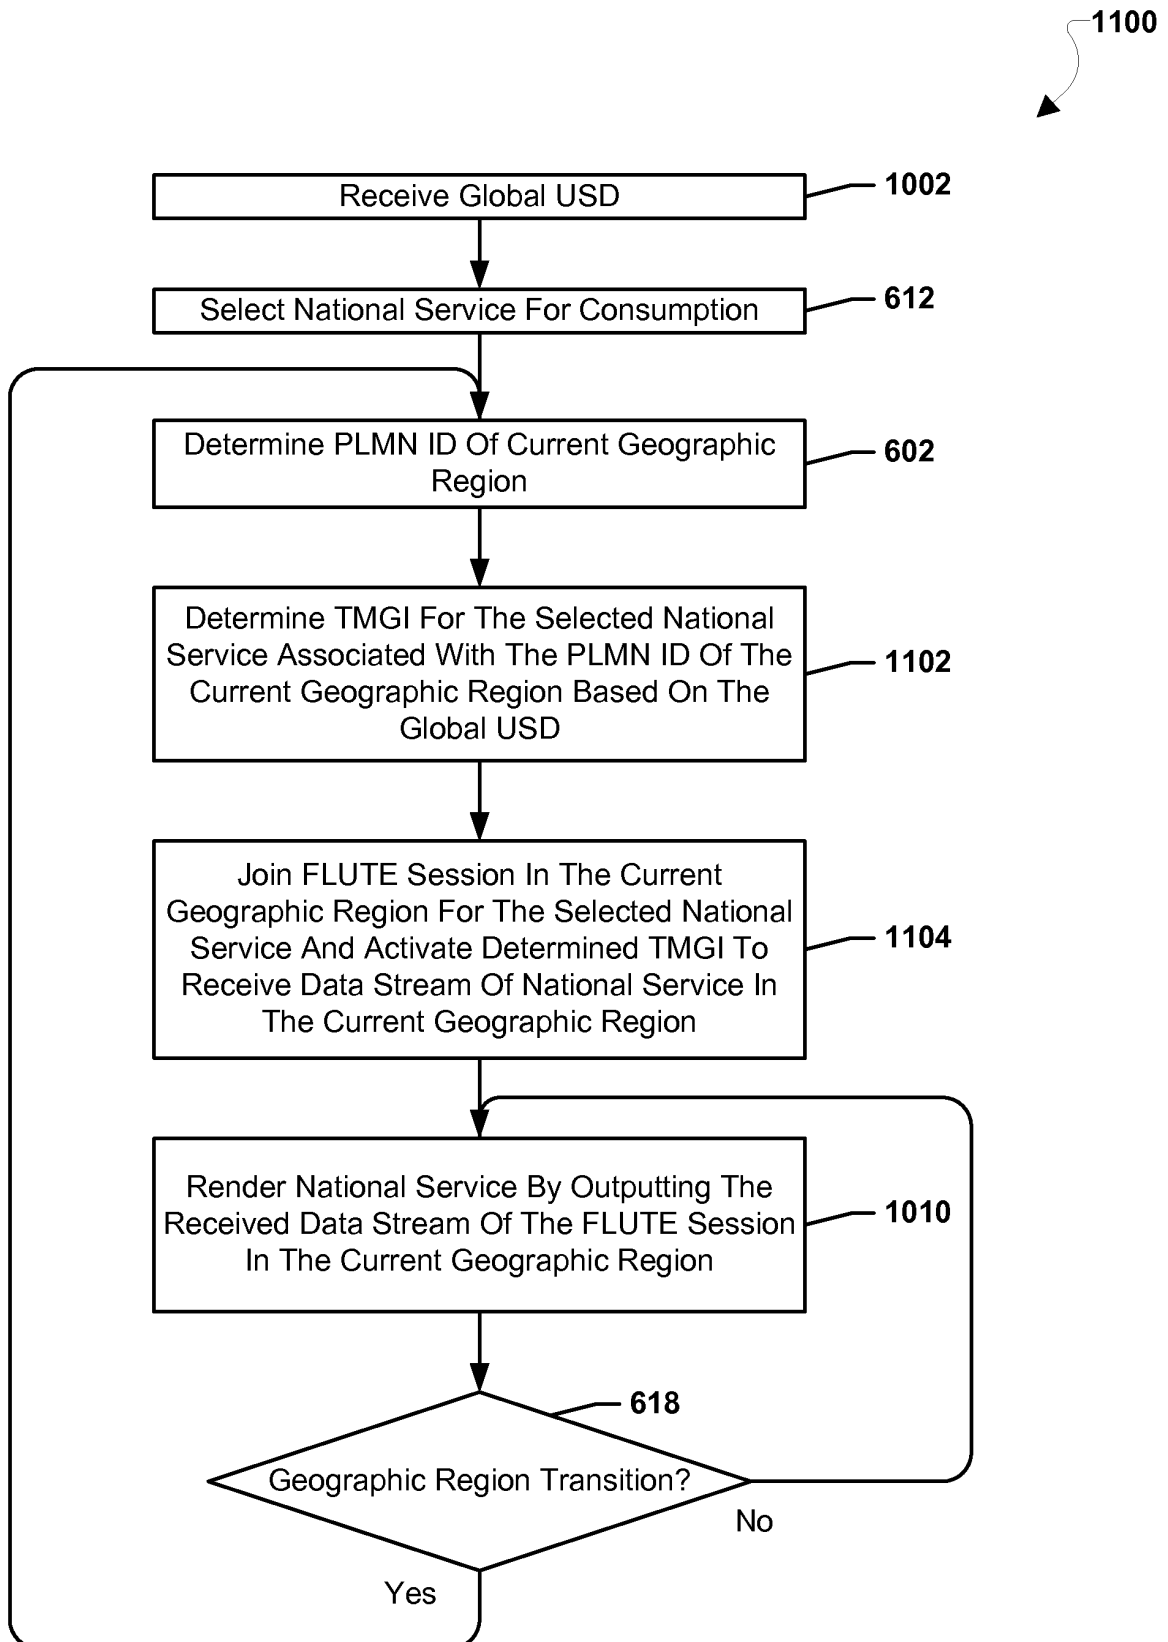 1100
Receive Global USD
1002
Select National Service For Consumption
612
Determine PLMN ID Of Current Geographic
Region
602
Determine TMGI For The Selected National
Service Associated With The PLMN ID Of The
Current Geographic Region Based On The
Global USD
1102
Join FLUTE Session In The Current
Geographic Region For The Selected National
Service And Activate Determined TMGI To
Receive Data Stream Of National Service In
The Current Geographic Region
1104
Render National Service By Outputting The
Received Data Stream Of The FLUTE Session
In The Current Geographic Region
1010
618
Geographic Region Transition?
No
Yes